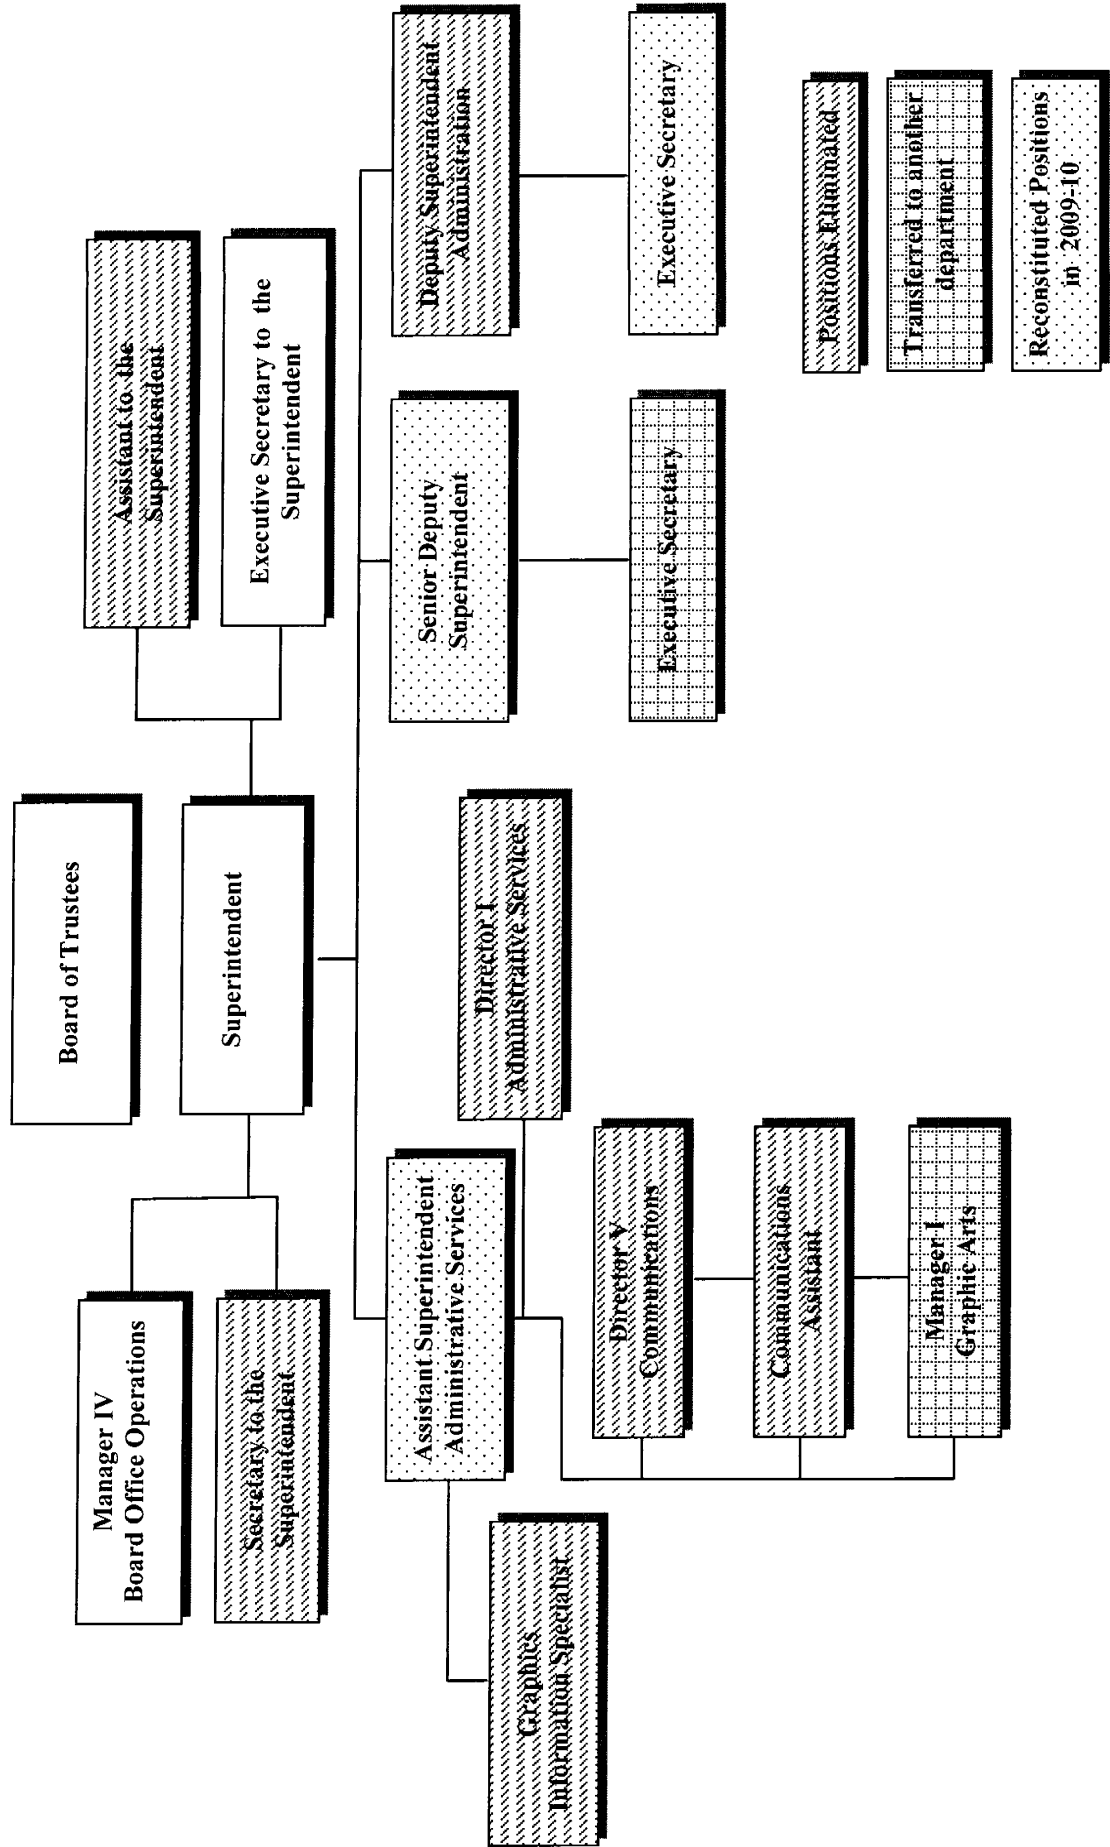 Board of Trustees
Manager IV
Board Office Operations
Secretary to the
Superintendent
Superintendent
Assistant to the
Superintendent
Executive Secretary to the
Superintendent
Assistant Superintendent
Administrative Services
Senior Deputy
Superintendent
Deputy Superintendent
Administration
Graphics
Information Specialist
Director I
Administrative Services
Executive Secretary
Executive Secretary
Director V
Communications
Communications
Assistant
Manager I
Graphic Arts
Positions Eliminated
Transferred to another
department
Reconstituted Positions
in 2009-10